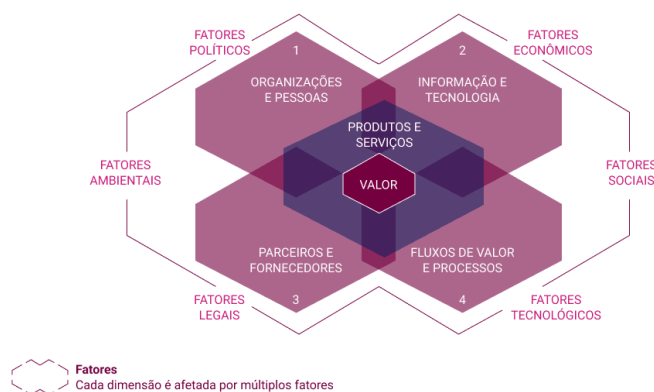 FATORES
POLÍTICOS
FATORES
ECONÔMICOS
1
2
ORGANIZAÇÕES
E PESSOAS
INFORMAÇÃO E
TECNOLOGIA
PRODUTOS E
SERVIÇOS
FATORES
AMBIENTAIS
VALOR
FATORES
SOCIAIS
PARCEIROS E
FORNECEDORES
FLUXOS DE VALOR
E PROCESSOS
3
4
FATORES
LEGAIS
FATORES
TECNOLÓGICOS
Fatores
Cada dimensão é afetada por múltiplos fatores